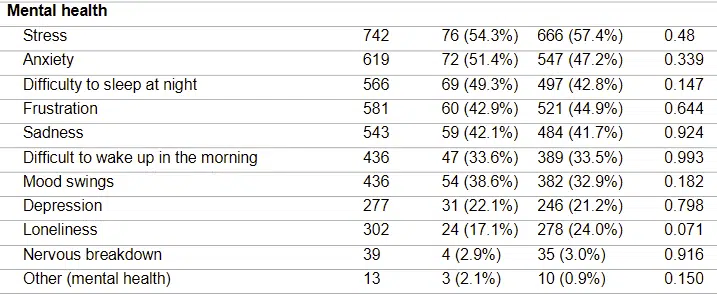 Mental health
Stress 742 76 (54.3%) 666 (57.4%) 0.48
Anxiety 619 72 (51.4%) 547 (47.2%) 0.339
Difficulty to sleep at night 566 69 (49.3%) 497 (42.8%) 0.147
Frustration 581 60 (42.9%) 521 (44.9%) 0.644
Sadness 543 59 (42.1%) 484 (41.7%) 0.924
Difficult to wake up in the morning 436 47 (33.6%) 389 (33.5%) 0.993
Mood swings 436 54 (38.6%) 382 (32.9%) 0.182
Depression 277 31 (22.1%) 246 (21.2%) 0.798
Loneliness 302 24 (17.1%) 278 (24.0%) 0.071
Nervous breakdown 39 4 (2.9%) 35 (3.0%) 0.916
Other (mental health) 13 3 (2.1%) 10 (0.9%) 0.150